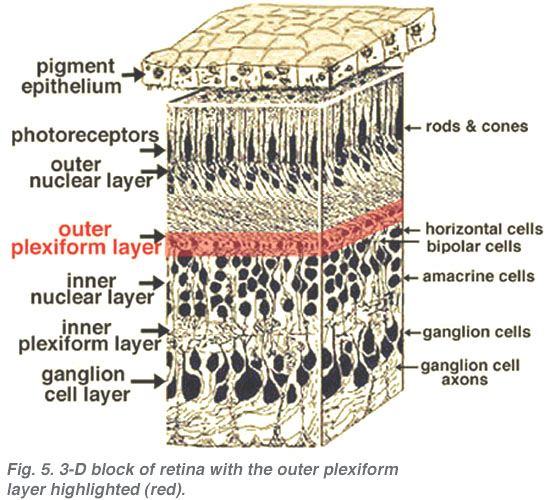 pigment
epithelium
photoreceptors
outer
nuclear layer
outer
plexiform layer
inner
nuclear layer
inner
plexiform layer
ganglion
cell layer
rods & cones
horizontal cells
bipolar cells
amacrine cells
ganglion cells
ganglion cell
axons
Fig. 5. 3-D block of retina with the outer plexiform
layer highlighted (red).